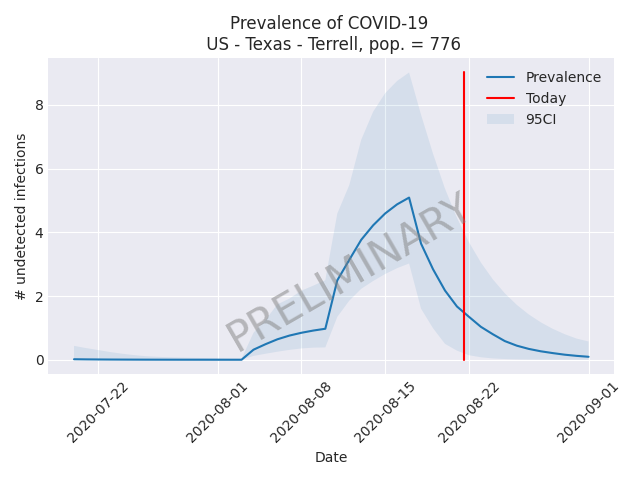 Prevalence of COVID-19
US - Texas - Terrell, pop. = 776
Prevalence
Today
95CI
# undetected infections
8
6
4
2
0
PRELIMINARY
2020-07-22
2020-08-01
2020-08-08
2020-08-15
2020-08-22
2020-09-01
Date